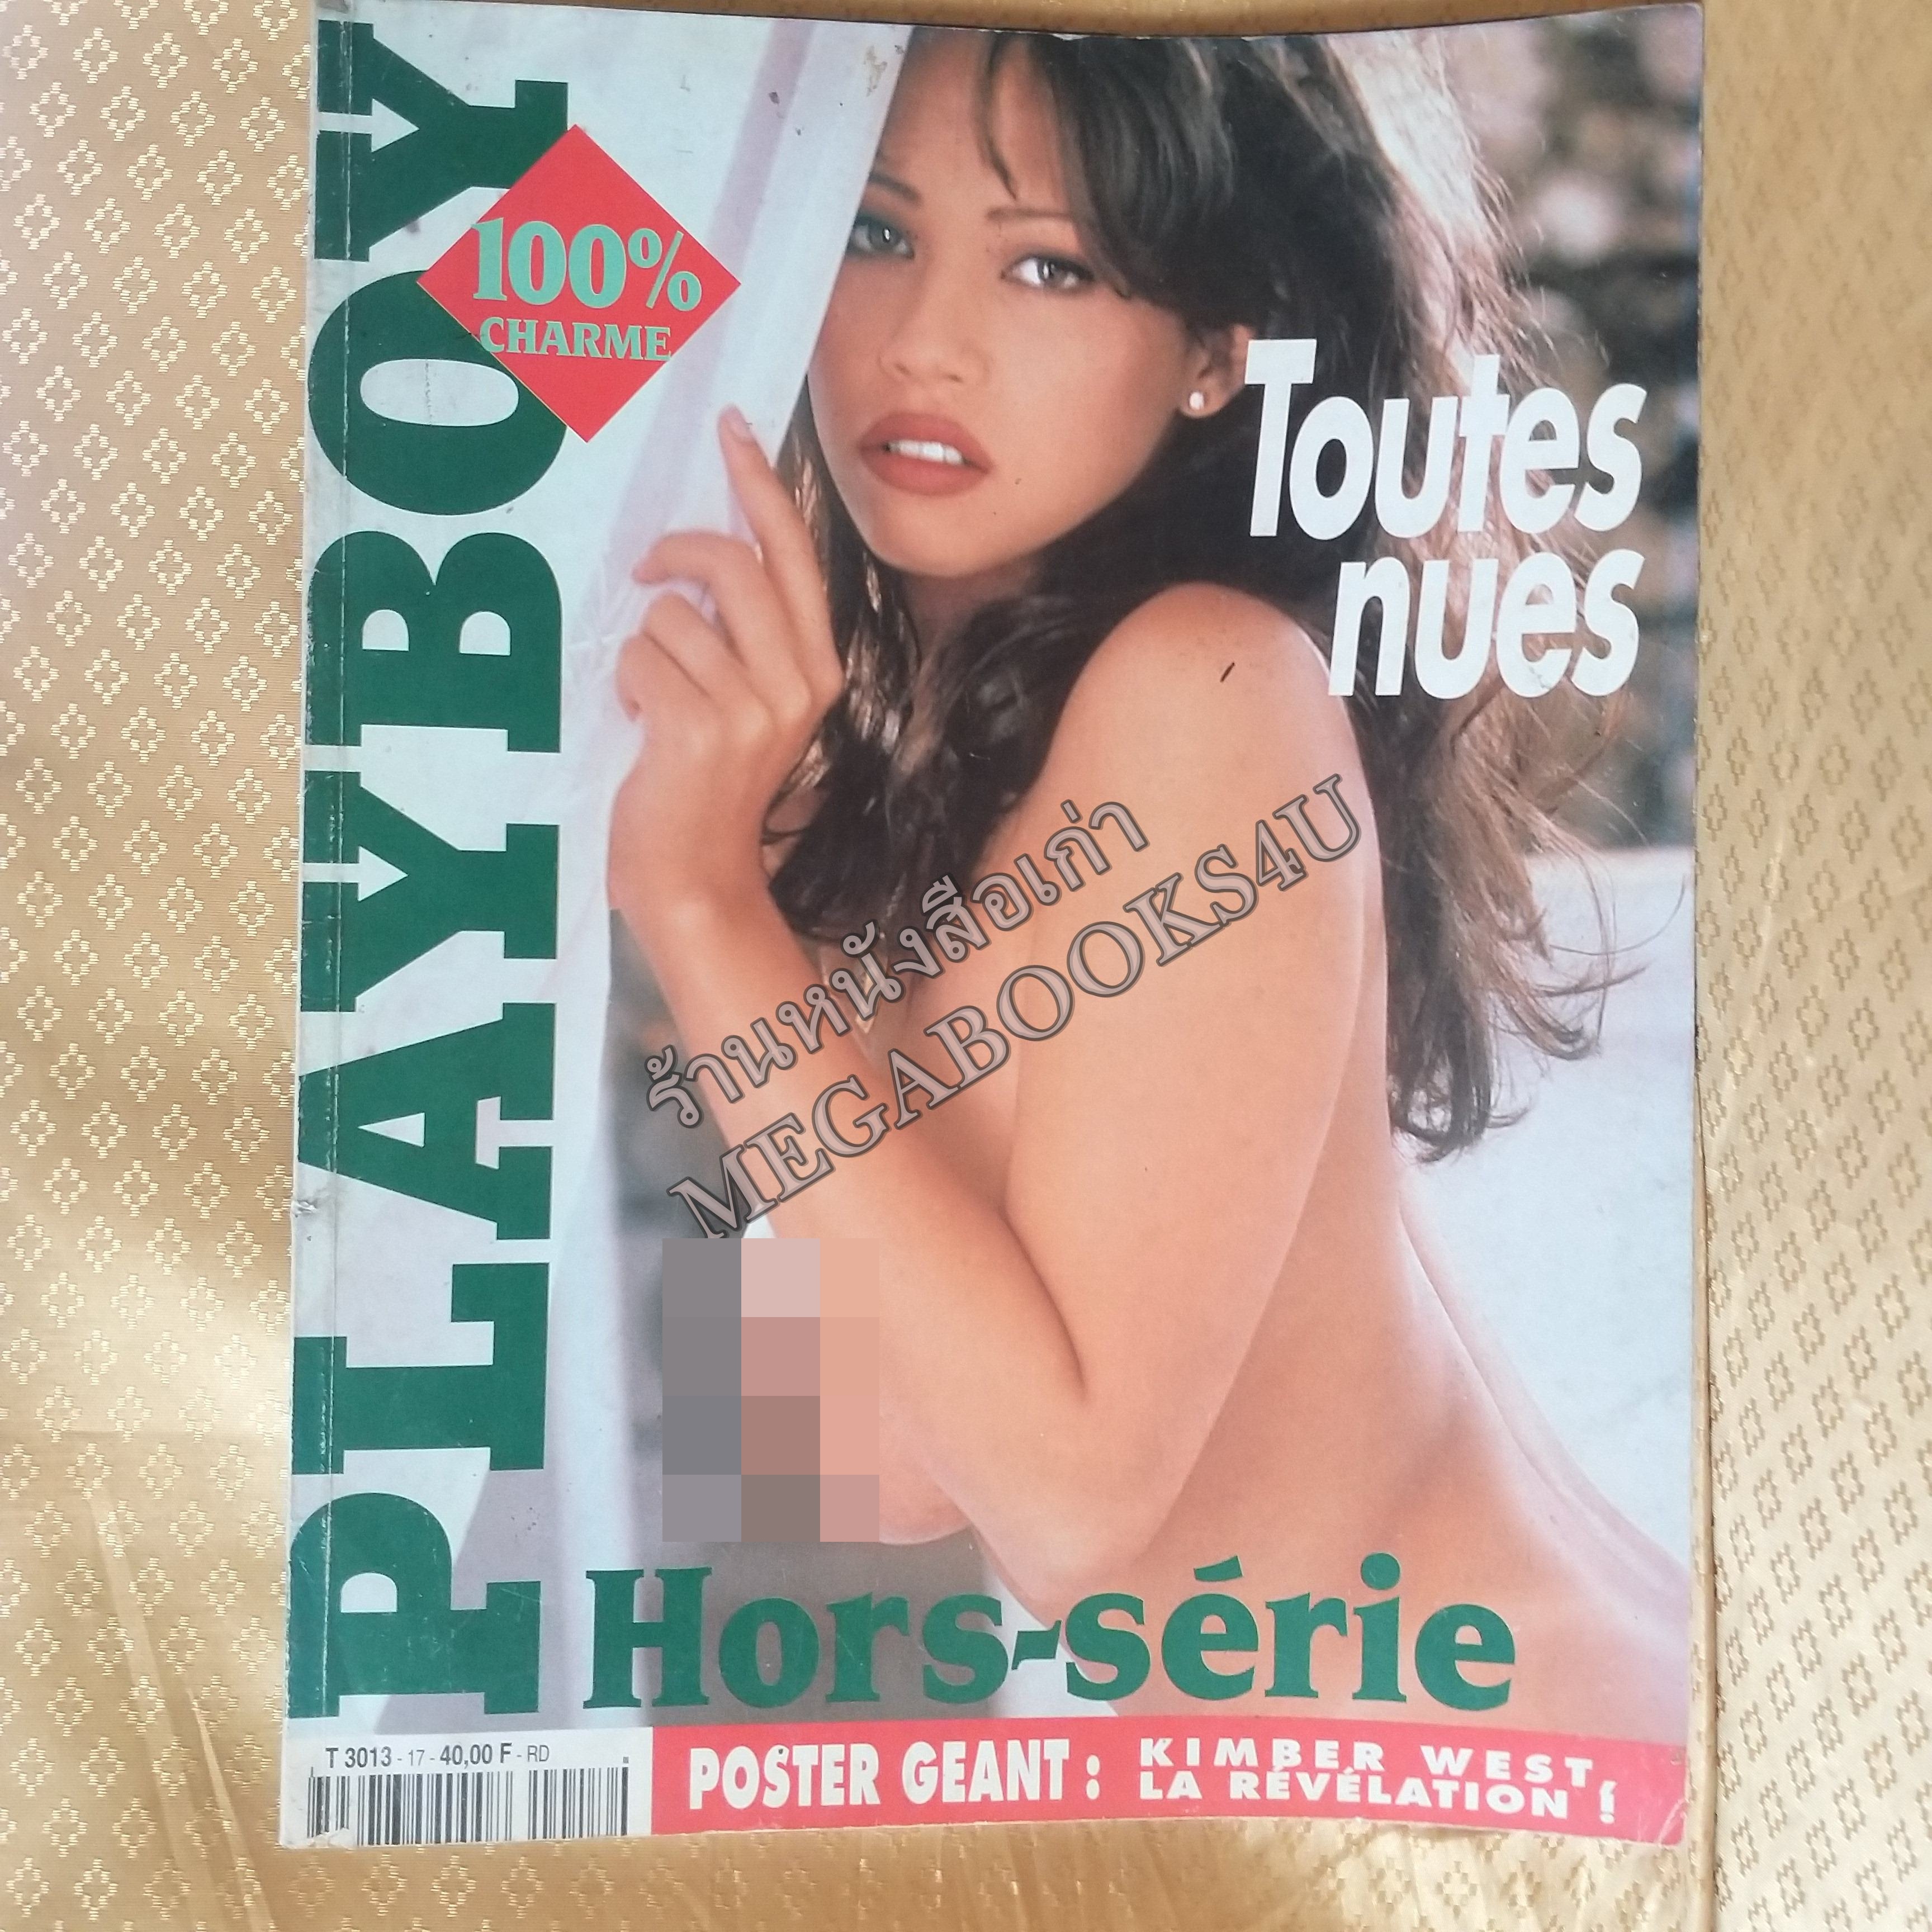 PLAYBOY
100%
CHARME
Toutes
nues
ร้านหนังสือเก่า
MEGABOOKS4U
Hors-série
T 3013 - 17 - 40,00 F - RD
POSTER GEANT : KIMBER WEST,
LA RÉVÉLATION !